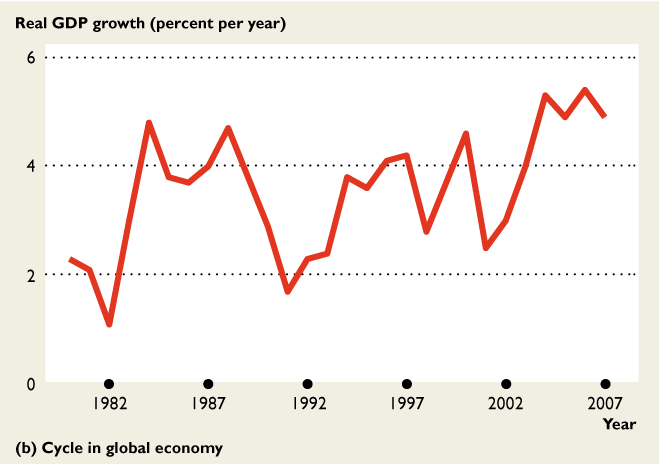 Real GDP growth (percent per year)
6
4
2
0
1982 1987 1992 1997 2002 2007
Year
(b) Cycle in global economy